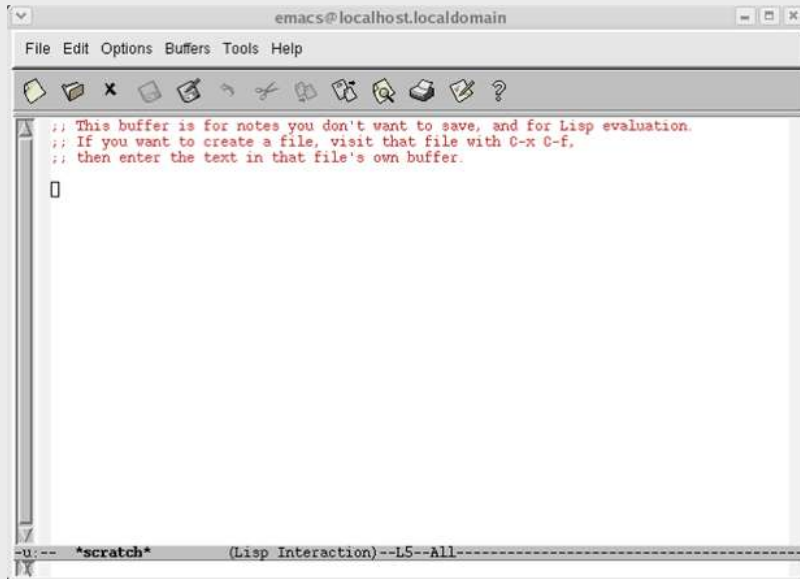 emacs@localhost.localdomain
File Edit Options Buffers Tools Help
;; This buffer is for notes you don't want to save, and for Lisp evaluation.
;; If you want to create a file, visit that file with C-x C-f,
;; then enter the text in that file's own buffer.
-u:-- *scratch* (Lisp Interaction)--L5--All----------------------------------------